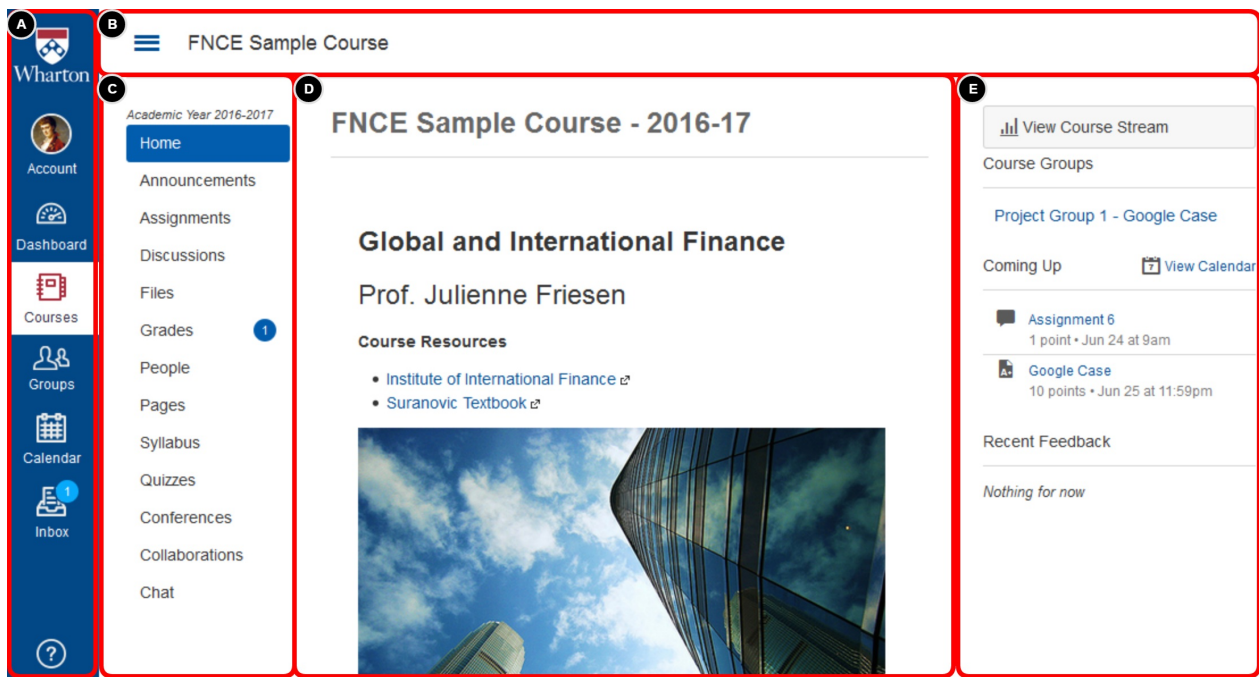 A
Wharton
Account
Dashboard
Courses
Groups
Calendar
1
Inbox
?
B
FNCE Sample Course
C
Academic Year 2016-2017
Home
Announcements
Assignments
Discussions
Files
Grades 1
People
Pages
Syllabus
Quizzes
Conferences
Collaborations
Chat
D
FNCE Sample Course - 2016-17
Global and International Finance
Prof. Julienne Friesen
Course Resources
• Institute of International Finance
• Suranovic Textbook
E
View Course Stream
Course Groups
Project Group 1 - Google Case
Coming Up 7 View Calendar
Assignment 6
1 point • Jun 24 at 9am
A+ Google Case
10 points • Jun 25 at 11:59pm
Recent Feedback
Nothing for now